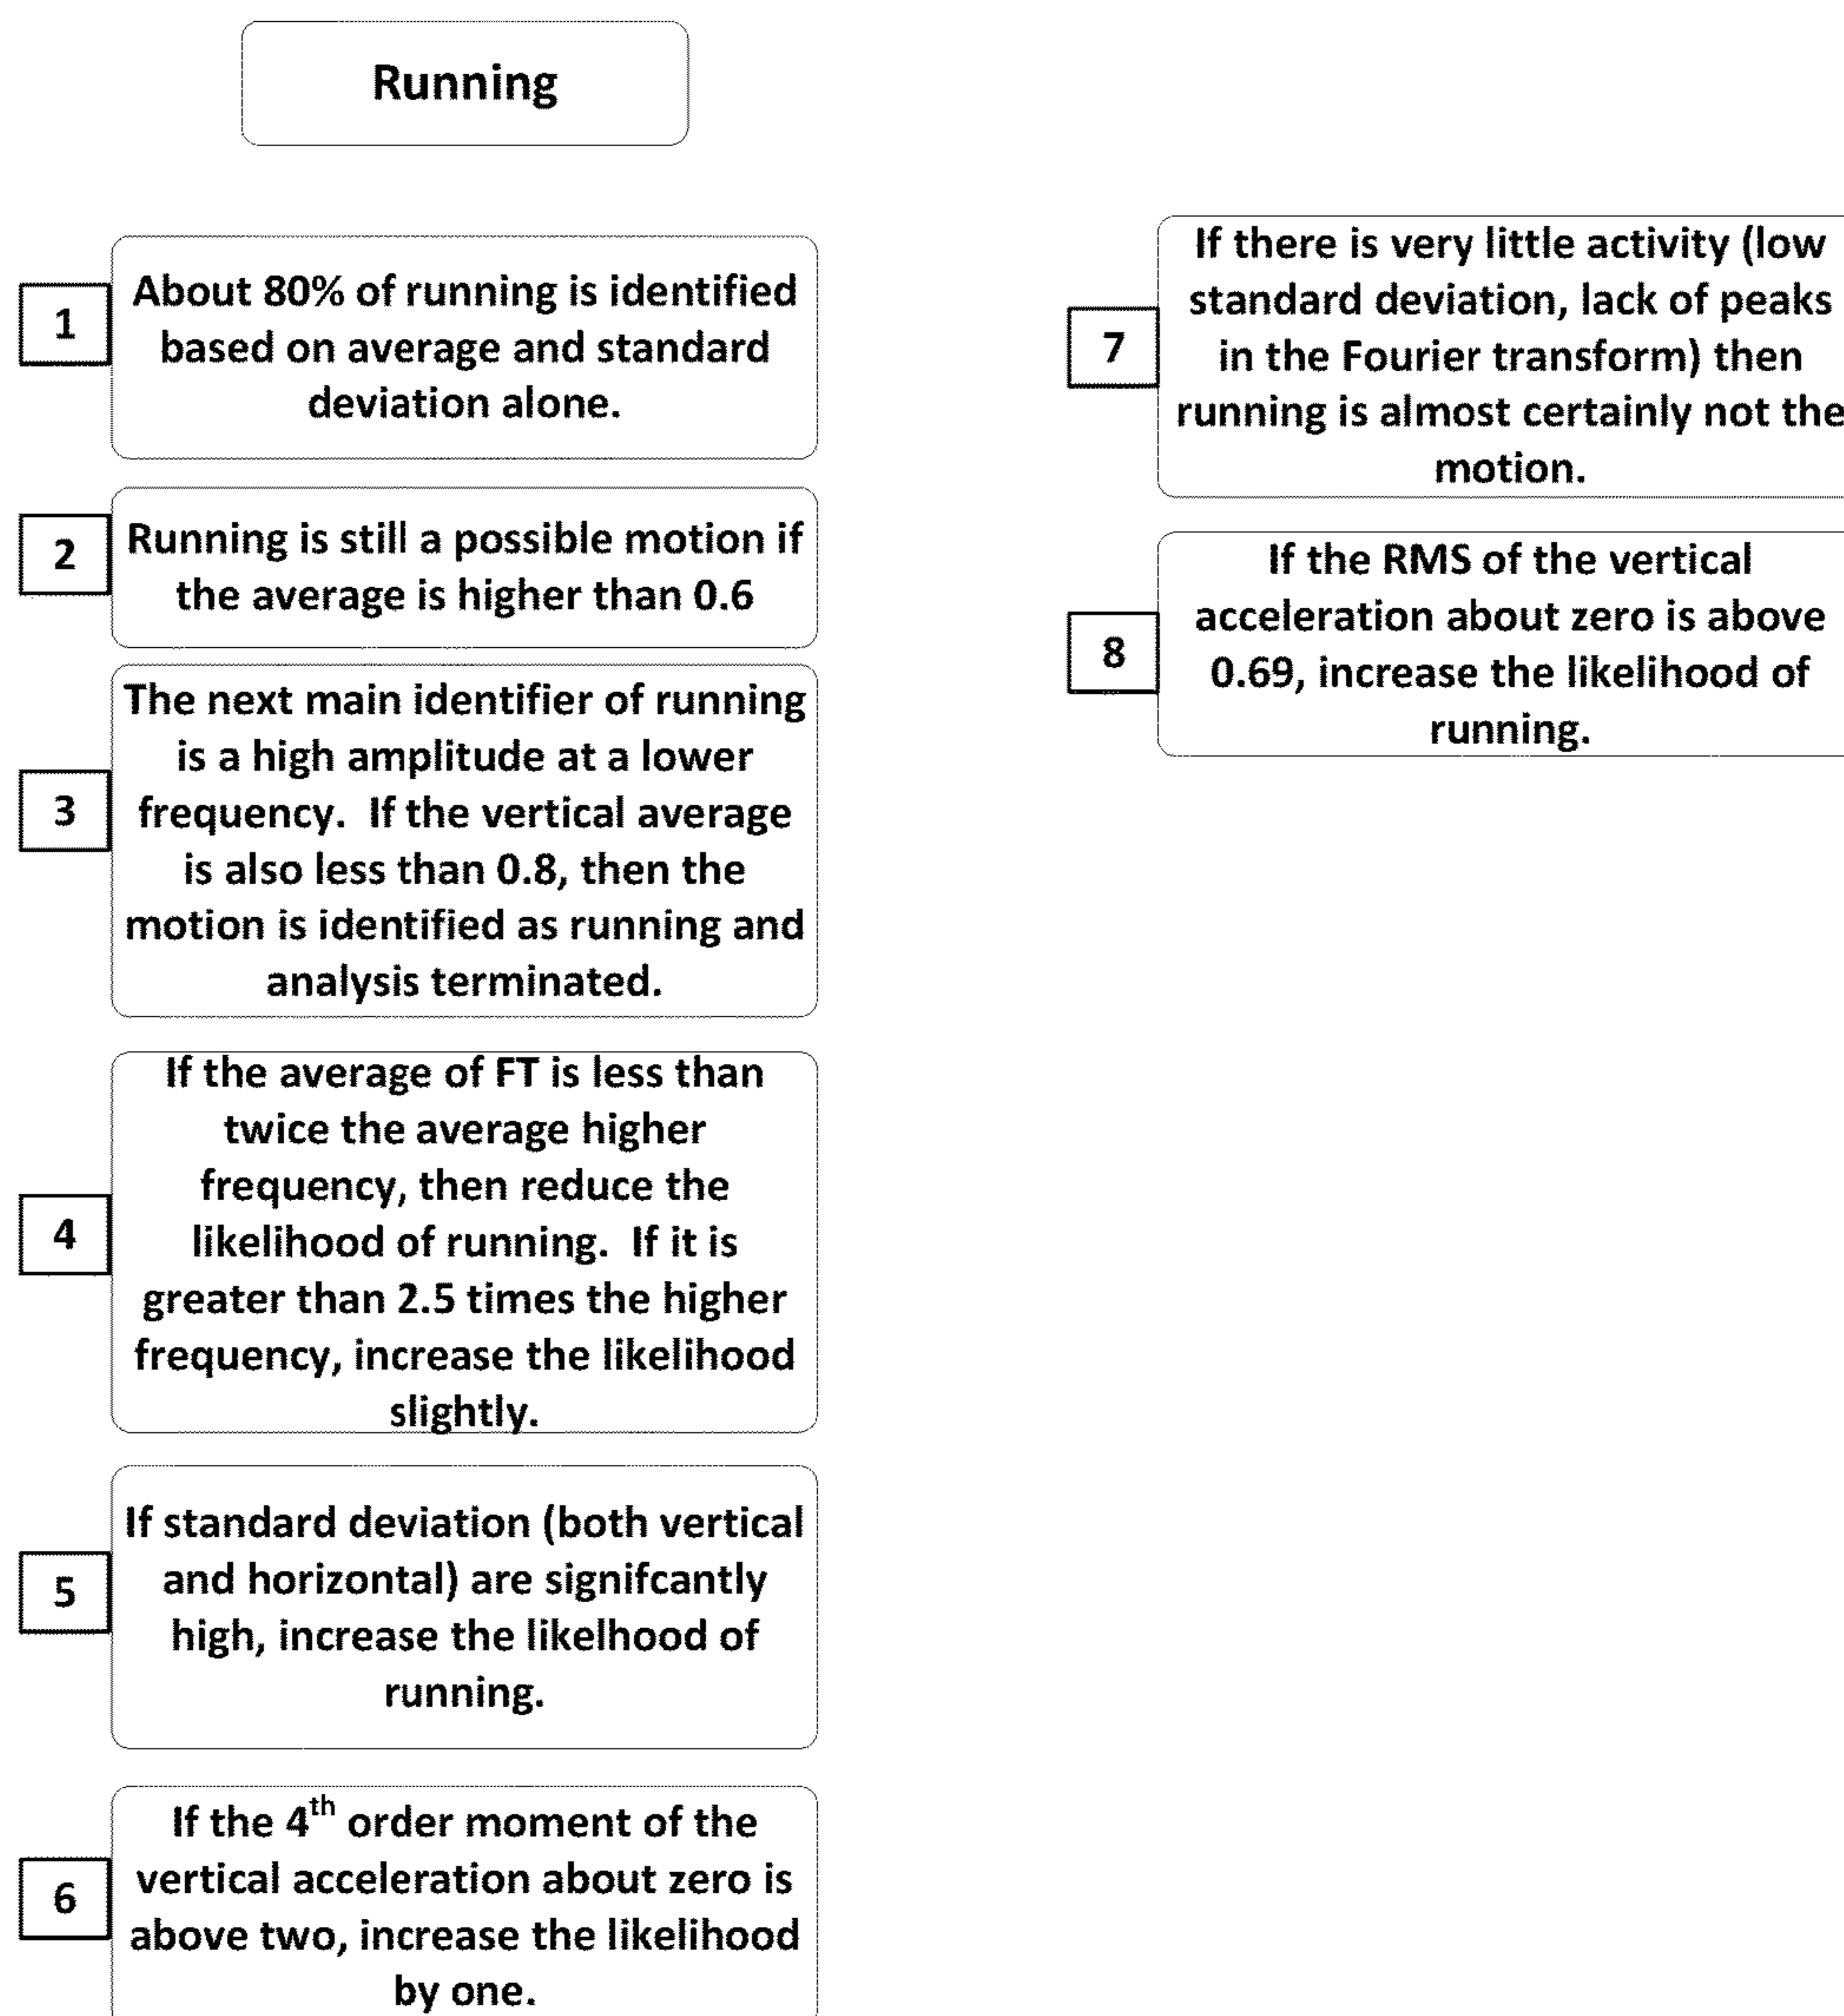 Running
1
About 80% of running is identified
based on average and standard
deviation alone.
2
Running is still a possible motion if
the average is higher than 0.6
3
The next main identifier of running
is a high amplitude at a lower
frequency.  If the vertical average
is also less than 0.8, then the
motion is identified as running and
analysis terminated.
4
If the average of FT is less than
twice the average higher
frequency, then reduce the
likelihood of running.  If it is
greater than 2.5 times the higher
frequency, increase the likelihood
slightly.
5
If standard deviation (both vertical
and horizontal) are signifcantly
high, increase the likelhood of
running.
6
If the 4th order moment of the
vertical acceleration about zero is
above two, increase the likelihood
by one.
7
If there is very little activity (low
standard deviation, lack of peaks
in the Fourier transform) then
running is almost certainly not the
motion.
8
If the RMS of the vertical
acceleration about zero is above
0.69, increase the likelihood of
running.